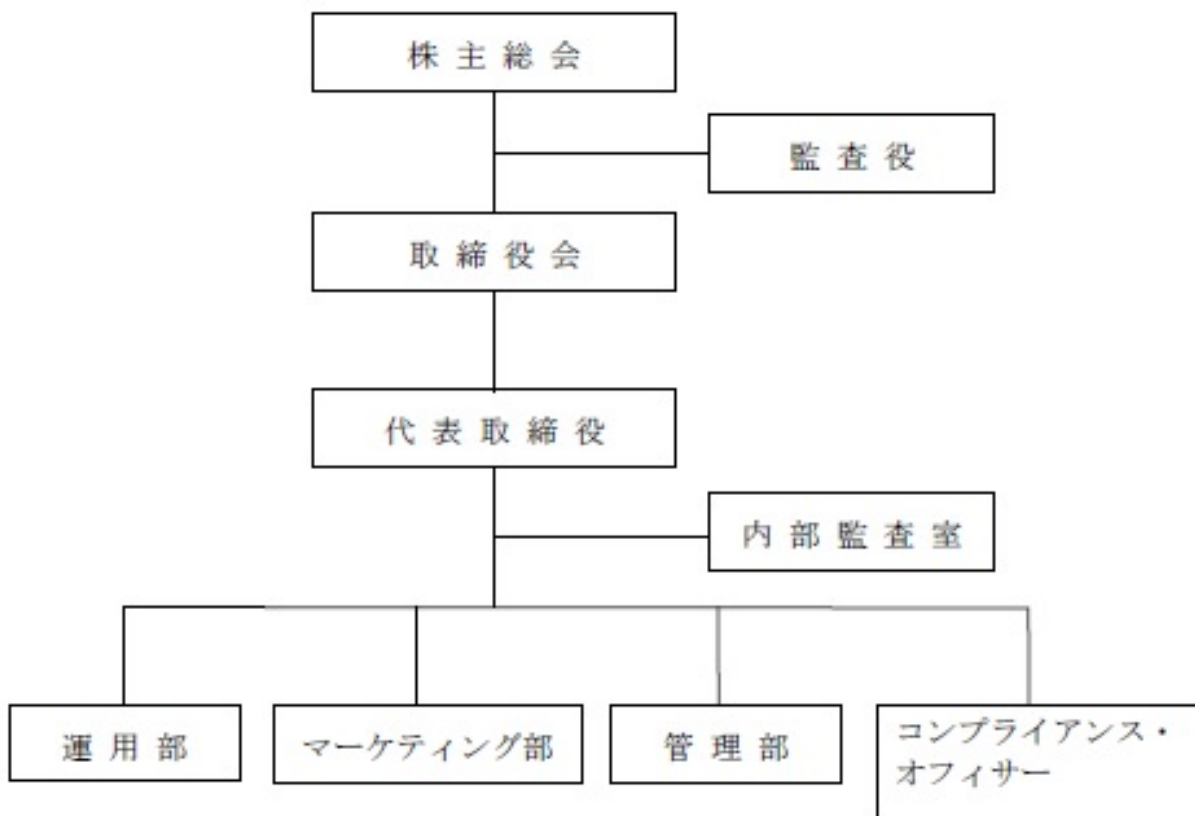 株主総会
監査役
取締役会
代表取締役
内部監査室
運用部
マーケティング部
管理部
コンプライアンス・
オフィサー